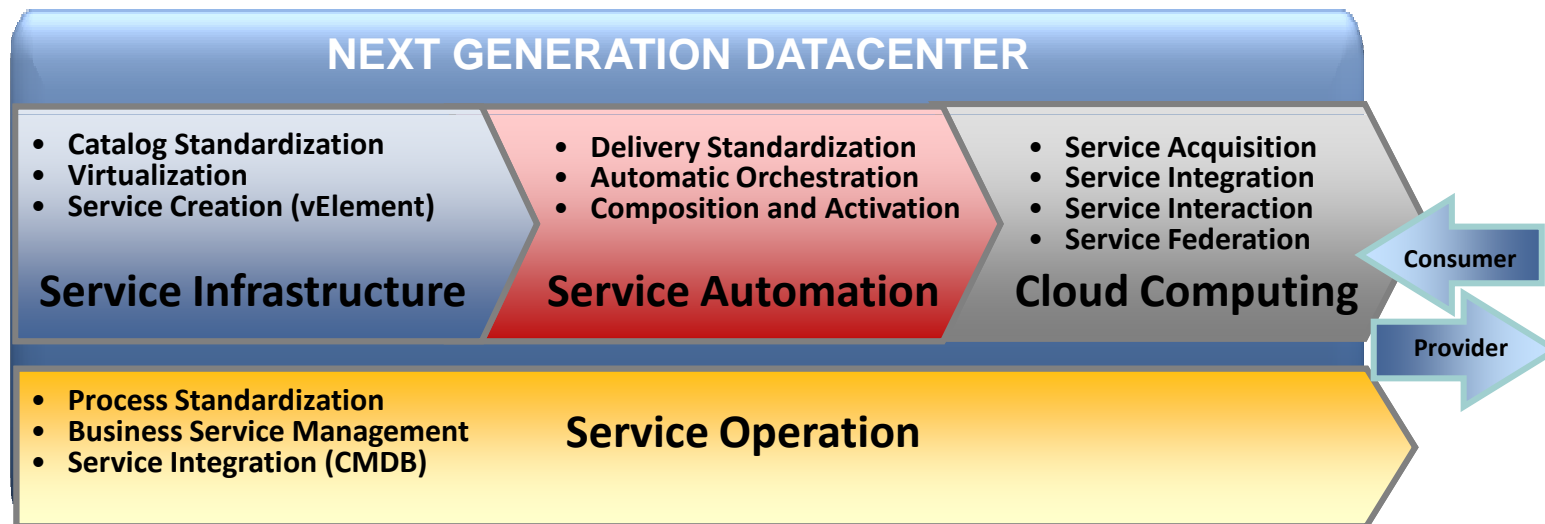 NEXT GENERATION DATACENTER
• Catalog Standardization
• Virtualization
• Service Creation (vElement)
Service Infrastructure
• Delivery Standardization
• Automatic Orchestration
• Composition and Activation
Service Automation
• Service Acquisition
• Service Integration
• Service Interaction
• Service Federation
Cloud Computing
Consumer
Provider
• Process Standardization
• Business Service Management
• Service Integration (CMDB)
Service Operation